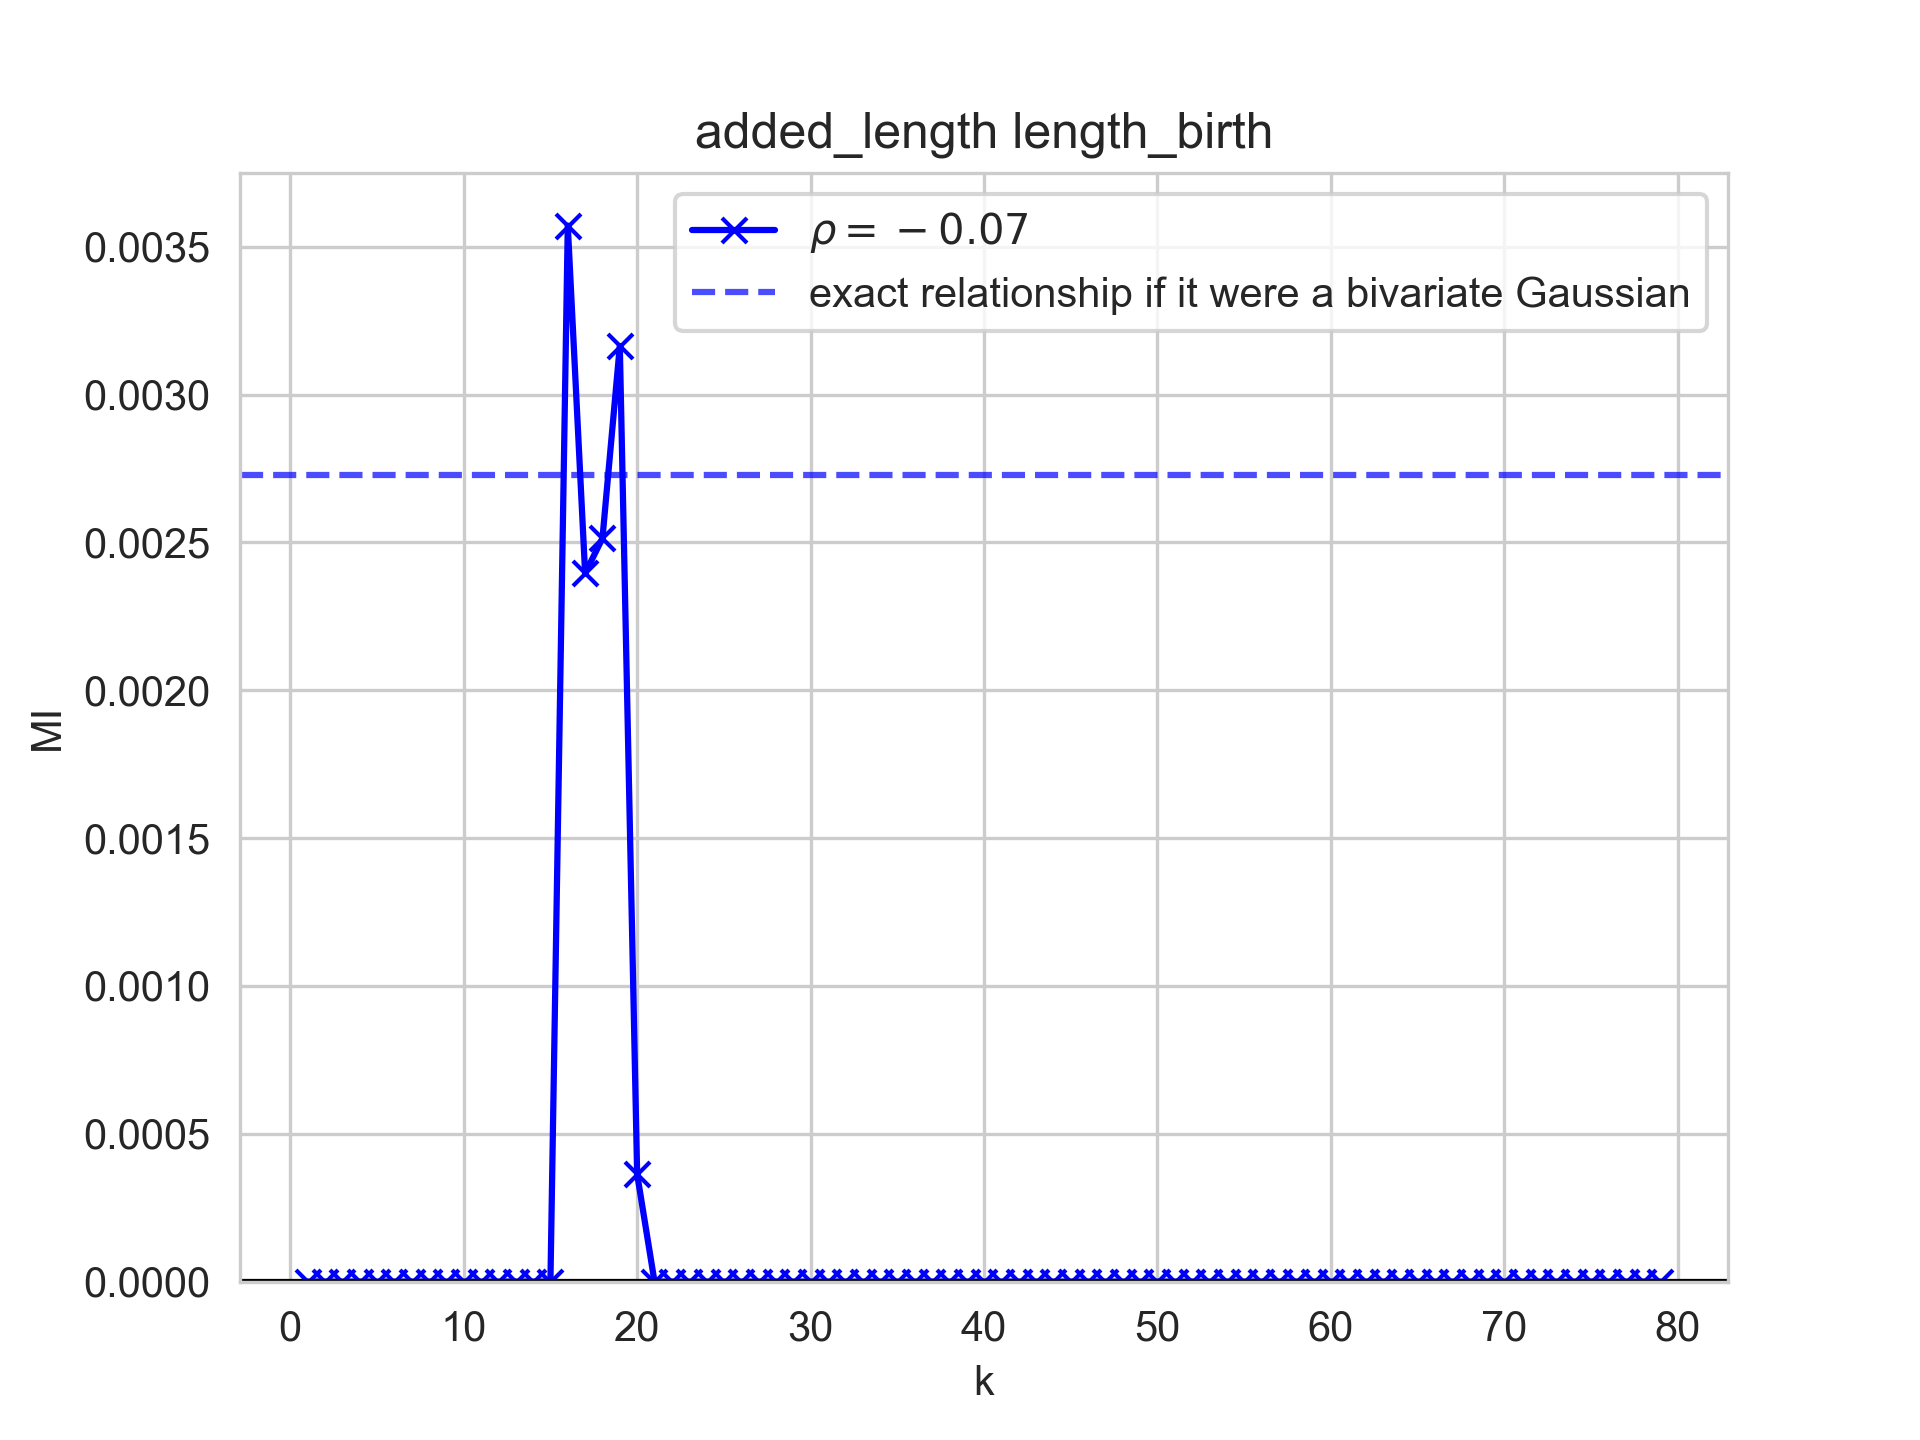 added_length length_birth
ρ = − 0.07
exact relationship if it were a bivariate Gaussian
0.0035
0.0030
0.0025
0.0020
0.0015
0.0010
0.0005
0.0000
MI
0 10 20 30 40 50 60 70 80
k